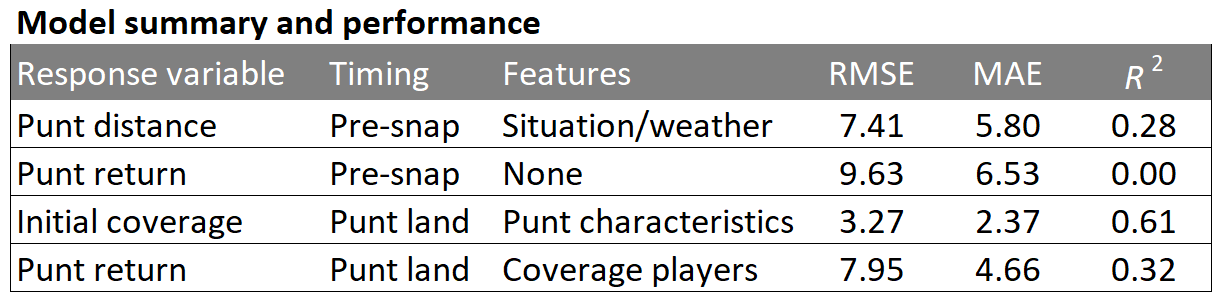 Model summary and performance
Response variable Timing Features RMSE MAE R 2
Punt distance Pre-snap Situation/weather 7.41 5.80 0.28
Punt return Pre-snap None 9.63 6.53 0.00
Initial coverage Punt land Punt characteristics 3.27 2.37 0.61
Punt return Punt land Coverage players 7.95 4.66 0.32